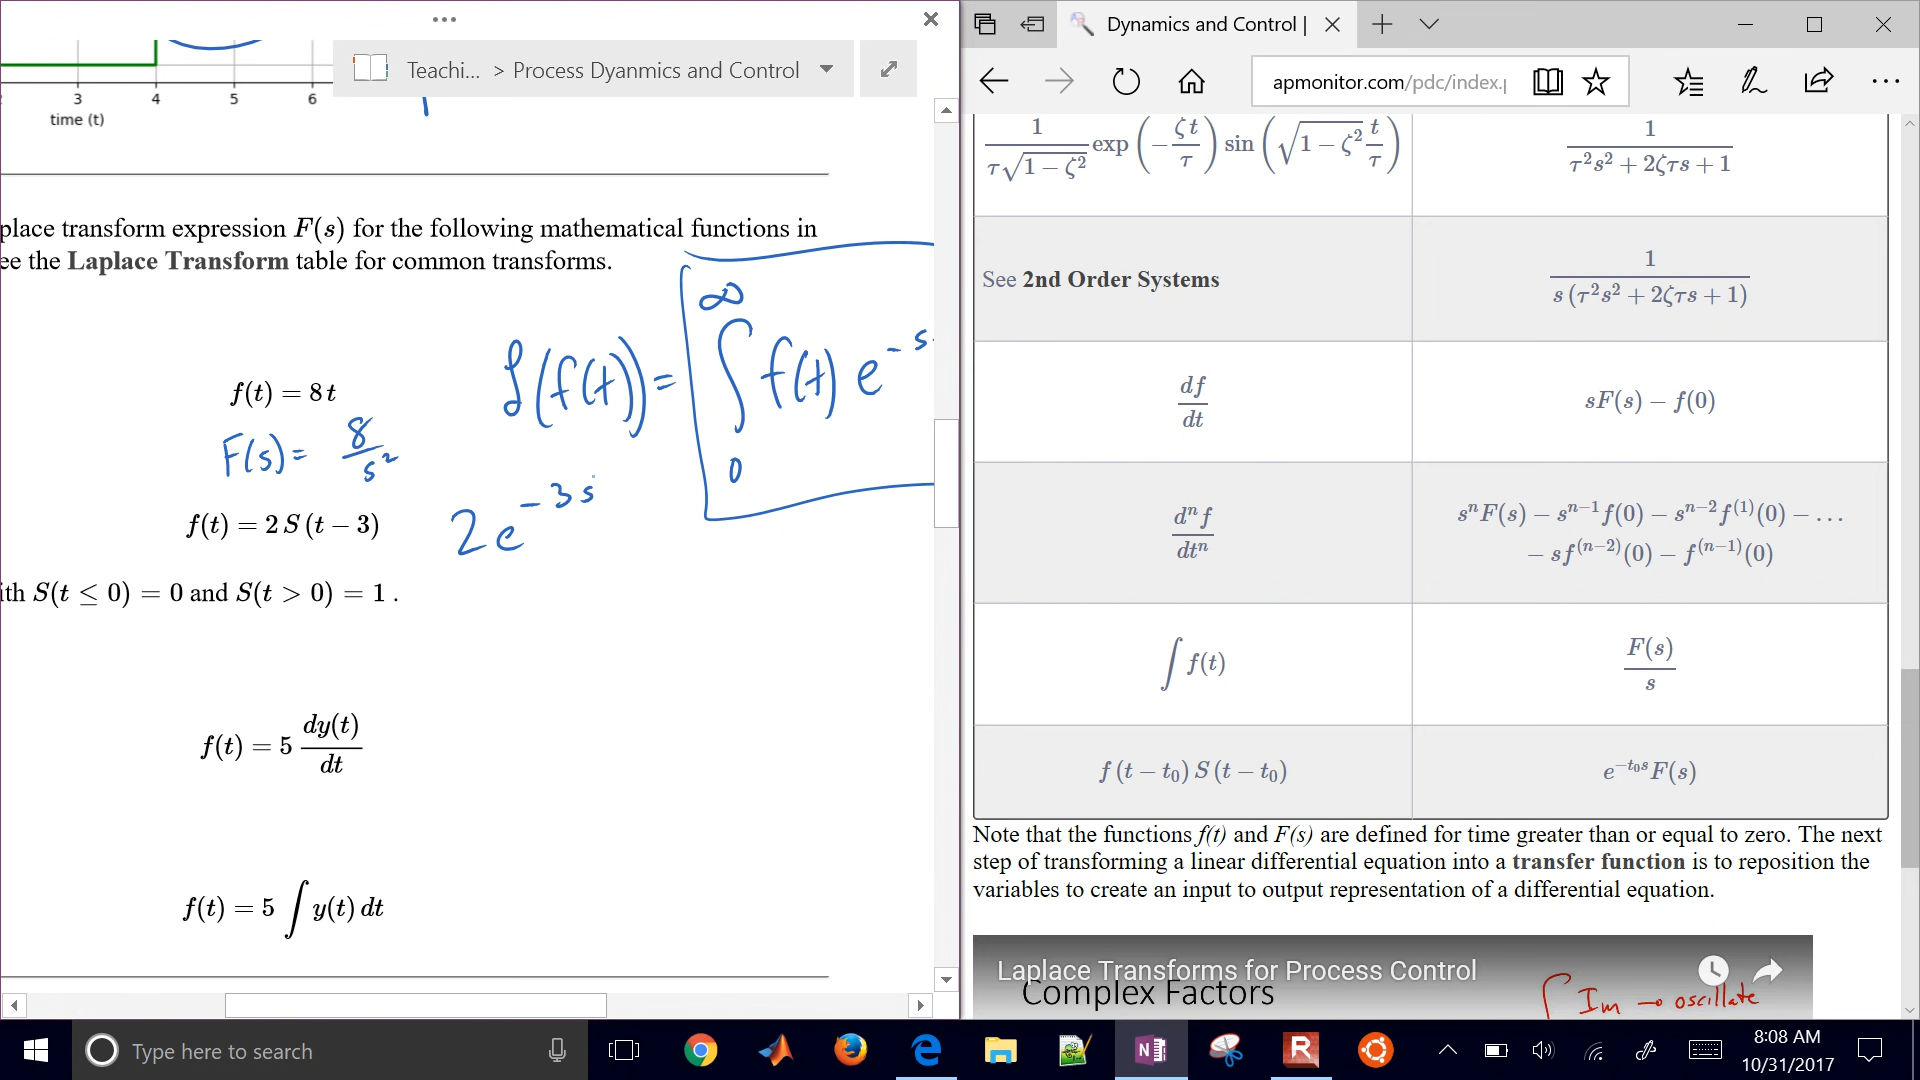 3 4 5 6
time (t)
Teachi... > Process Dyanmics and Control
place transform expression F(s) for the following mathematical functions in
ee the Laplace Transform table for common transforms.
f(t) = 8 t
F(s) = 8/s²
ℒ(f(t)) = ∫₀^∞ f(t) e^-s
f(t) = 2 S (t − 3)
2e^-3s
ith S(t ≤ 0) = 0 and S(t > 0) = 1 .
f(t) = 5 dy(t)/dt
f(t) = 5 ∫ y(t) dt
Type here to search
Dynamics and Control |
apmonitor.com/pdc/index.p
1/(τ√(1 − ζ²)) exp(−ζt/τ) sin(√(1 − ζ²) t/τ)
1/(τ²s² + 2ζτs + 1)
See 2nd Order Systems
1/(s (τ²s² + 2ζτs + 1))
df/dt
sF(s) − f(0)
dⁿf/dtⁿ
sⁿF(s) − sⁿ⁻¹f(0) − sⁿ⁻²f⁽¹⁾(0) − …
− sf⁽ⁿ⁻²⁾(0) − f⁽ⁿ⁻¹⁾(0)
∫ f(t)
F(s)/s
f (t − t₀) S (t − t₀)
e^−t₀s F(s)
Note that the functions f(t) and F(s) are defined for time greater than or equal to zero. The next
step of transforming a linear differential equation into a transfer function is to reposition the
variables to create an input to output representation of a differential equation.
Laplace Transforms for Process Control
Complex Factors
Im → oscillate
8:08 AM
10/31/2017